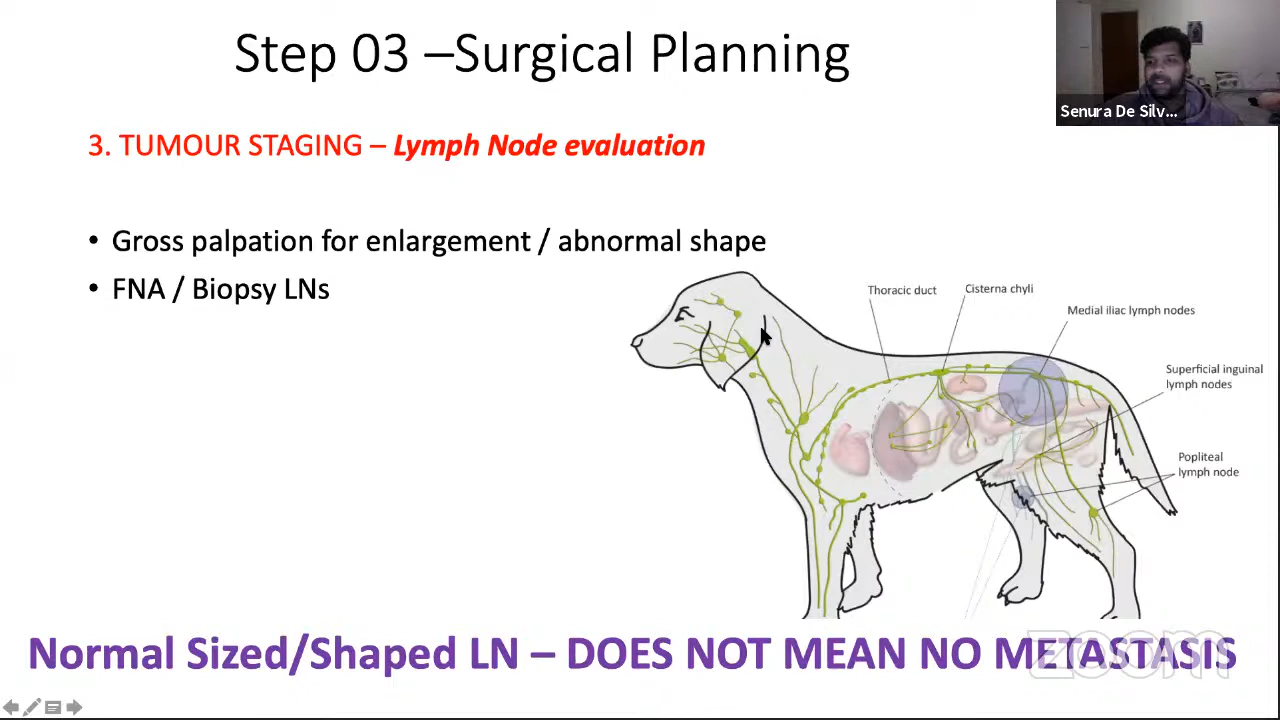 Step 03 –Surgical Planning
Senura De Silv...
3. TUMOUR STAGING – Lymph Node evaluation
• Gross palpation for enlargement / abnormal shape
• FNA / Biopsy LNs
Thoracic duct
Cisterna chyli
Medial iliac lymph nodes
Superficial inguinal
lymph nodes
Popliteal
lymph node
Normal Sized/Shaped LN – DOES NOT MEAN NO METASTASIS
zoom